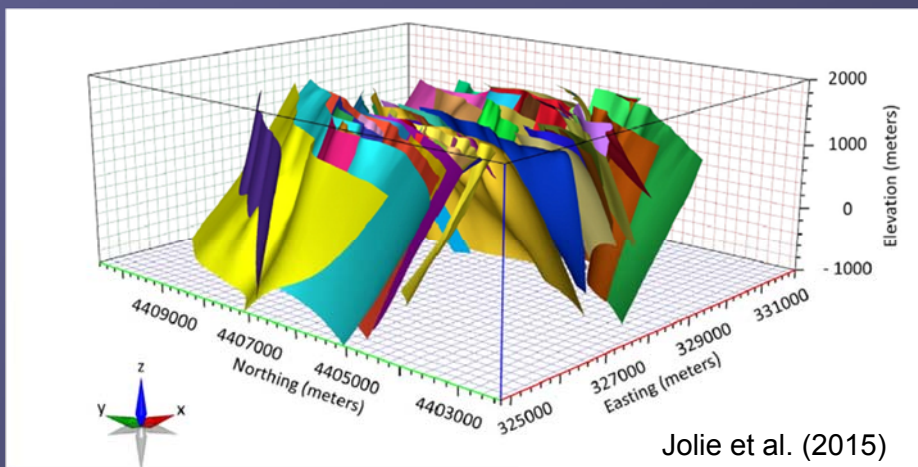 2000
1000
0
- 1000
Elevation (meters)
4409000
4407000
4405000
4403000
Northing (meters)
325000
327000
329000
331000
Easting (meters)
z
y
x
Jolie et al. (2015)